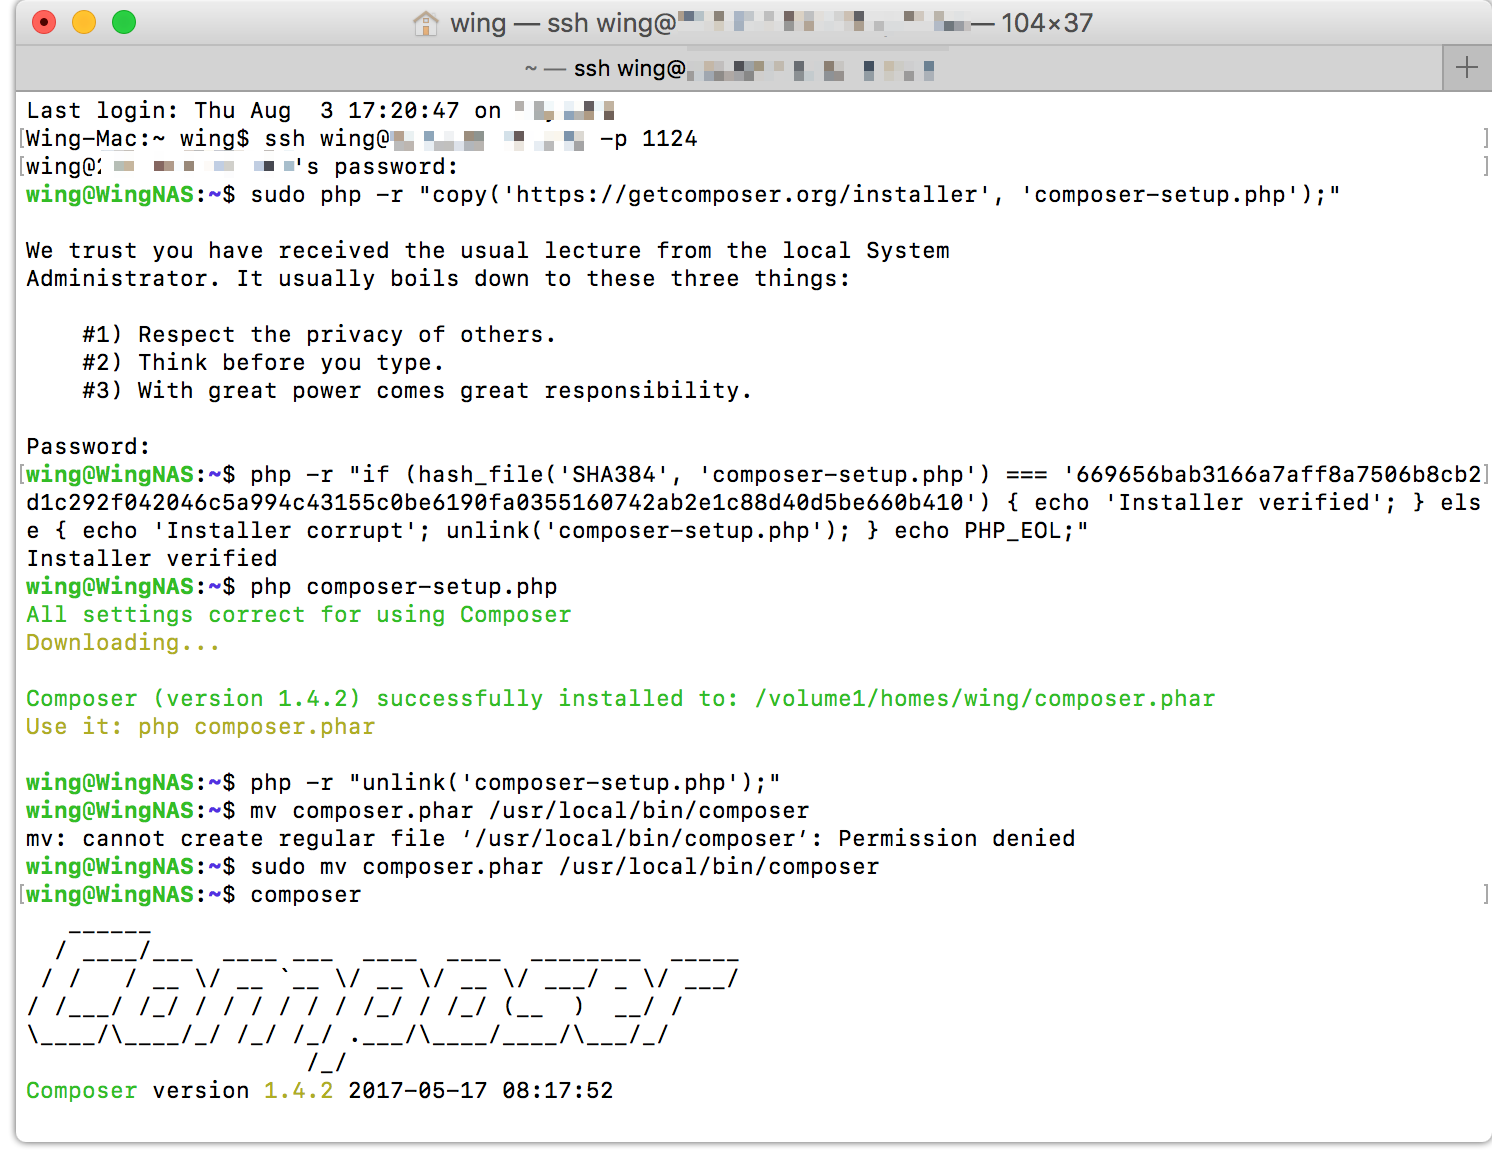 wing — ssh wing@ — 104×37
~ — ssh wing@
Last login: Thu Aug  3 17:20:47 on
Wing-Mac:~ wing$ ssh wing@ -p 1124
wing@ 's password:
wing@WingNAS:~$ sudo php -r "copy('https://getcomposer.org/installer', 'composer-setup.php');"
We trust you have received the usual lecture from the local System
Administrator. It usually boils down to these three things:
    #1) Respect the privacy of others.
    #2) Think before you type.
    #3) With great power comes great responsibility.
Password:
wing@WingNAS:~$ php -r "if (hash_file('SHA384', 'composer-setup.php') === '669656bab3166a7aff8a7506b8cb2
d1c292f042046c5a994c43155c0be6190fa0355160742ab2e1c88d40d5be660b410') { echo 'Installer verified'; } els
e { echo 'Installer corrupt'; unlink('composer-setup.php'); } echo PHP_EOL;"
Installer verified
wing@WingNAS:~$ php composer-setup.php
All settings correct for using Composer
Downloading...
Composer (version 1.4.2) successfully installed to: /volume1/homes/wing/composer.phar
Use it: php composer.phar
wing@WingNAS:~$ php -r "unlink('composer-setup.php');"
wing@WingNAS:~$ mv composer.phar /usr/local/bin/composer
mv: cannot create regular file ‘/usr/local/bin/composer’: Permission denied
wing@WingNAS:~$ sudo mv composer.phar /usr/local/bin/composer
wing@WingNAS:~$ composer
   ______
  / ____/___  ____ ___  ____  ____  ________  _____
 / /   / __ \/ __ `__ \/ __ \/ __ \/ ___/ _ \/ ___/
/ /___/ /_/ / / / / / / /_/ / /_/ (__  )  __/ /
\____/\____/_/ /_/ /_/ .___/\____/____/\___/_/
                    /_/
Composer version 1.4.2 2017-05-17 08:17:52